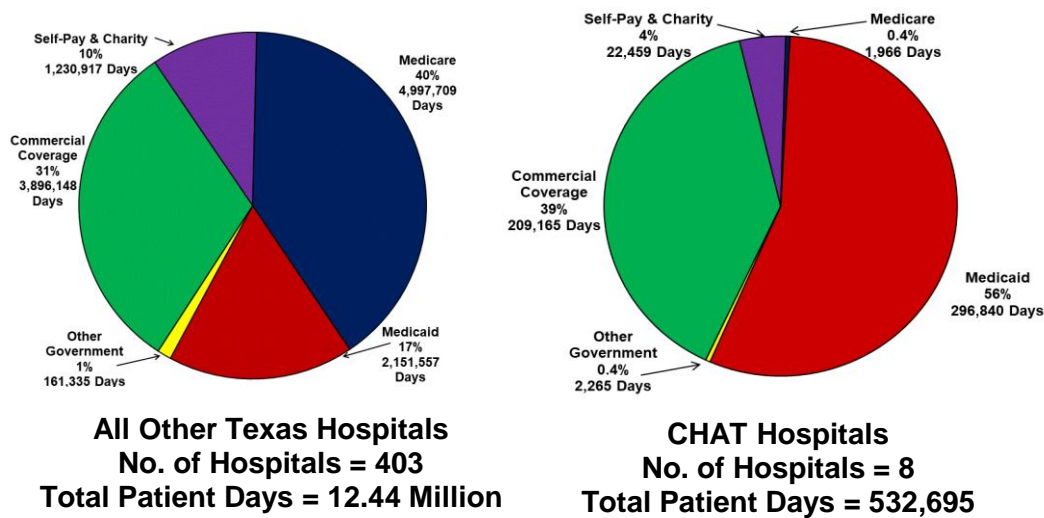 Self-Pay & Charity
10%
1,230,917 Days
Medicare
40%
4,997,709
Days
Commercial
Coverage
31%
3,896,148
Days
Other
Government
1%
161,335 Days
Medicaid
17%
2,151,557
Days
All Other Texas Hospitals
No. of Hospitals = 403
Total Patient Days = 12.44 Million
Self-Pay & Charity
4%
22,459 Days
Medicare
0.4%
1,966 Days
Commercial
Coverage
39%
209,165 Days
Medicaid
56%
296,840 Days
Other
Government
0.4%
2,265 Days
CHAT Hospitals
No. of Hospitals = 8
Total Patient Days = 532,695